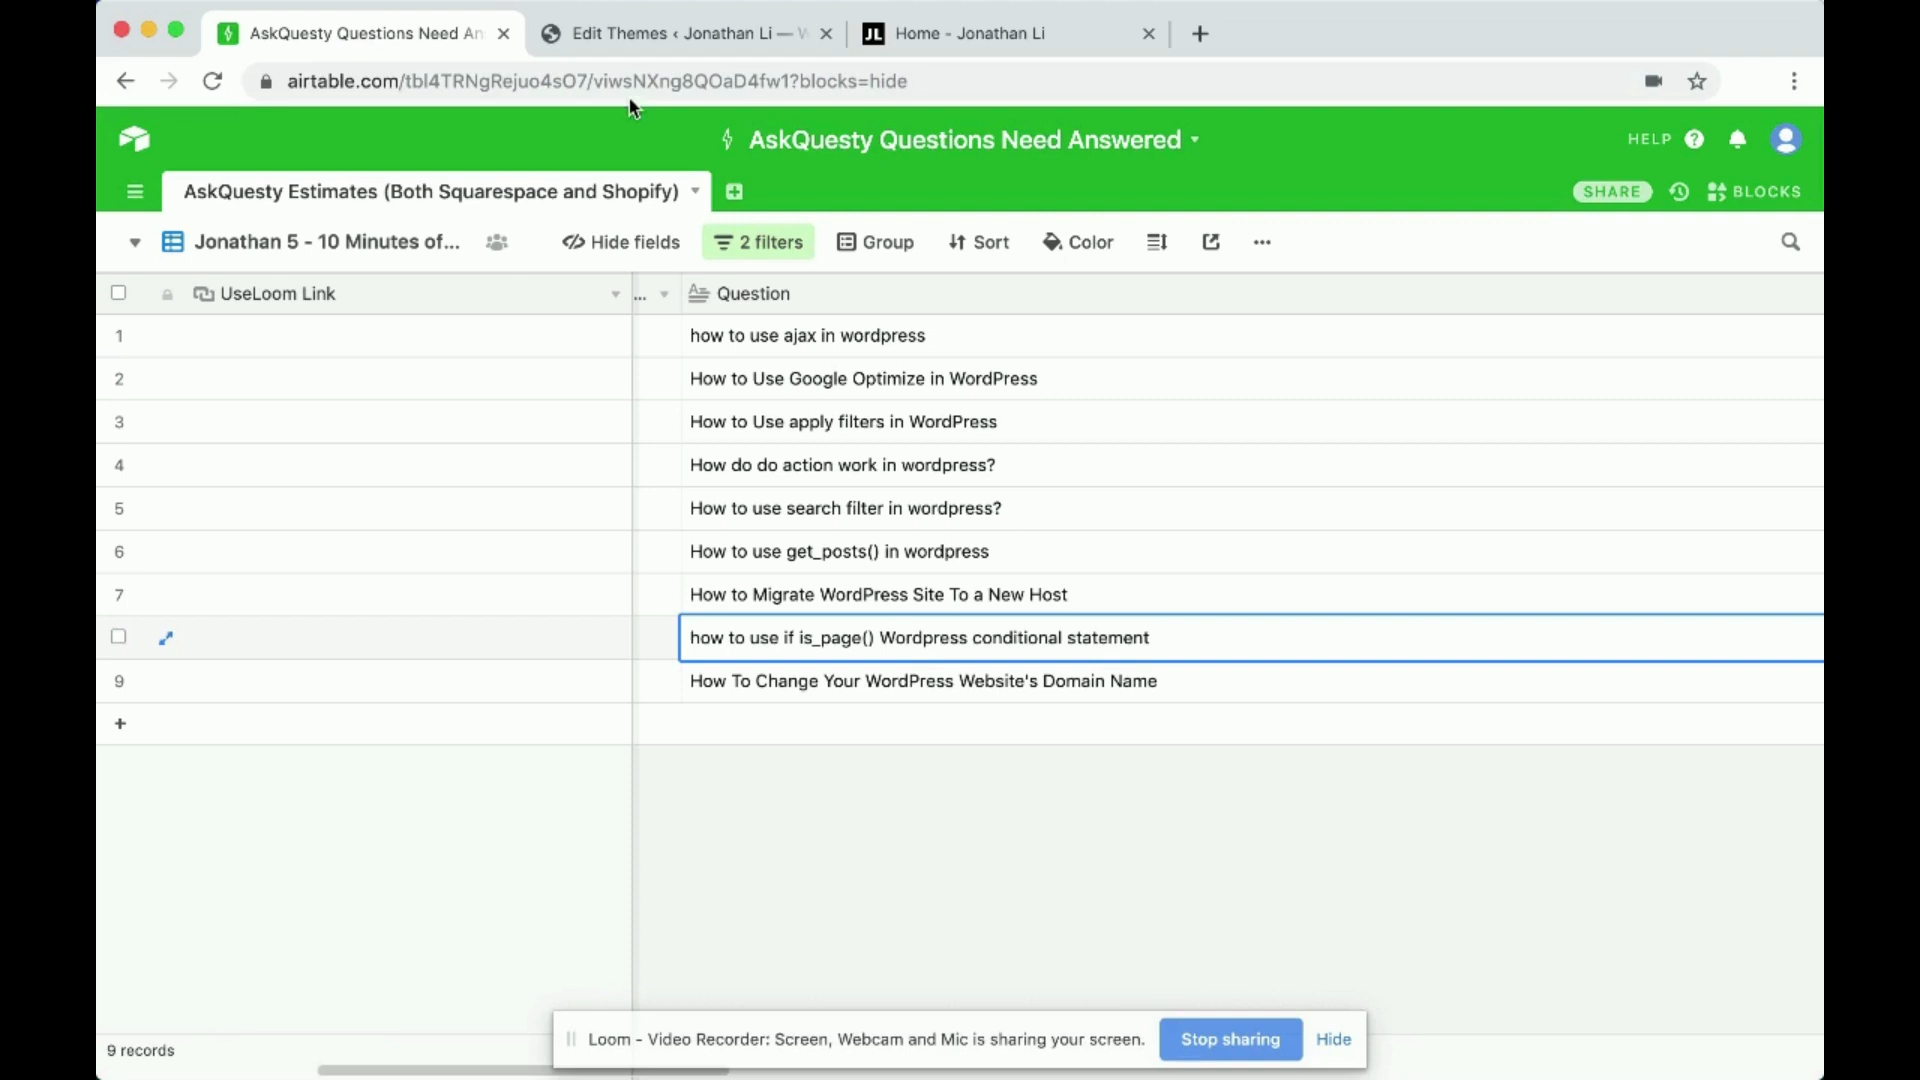 AskQuesty Questions Need An
Edit Themes ‹ Jonathan Li — W
JL Home - Jonathan Li
airtable.com/tbl4TRNgRejuo4sO7/viwsNXng8QOaD4fw1?blocks=hide
AskQuesty Questions Need Answered
HELP ?
AskQuesty Estimates (Both Squarespace and Shopify)
SHARE
BLOCKS
Jonathan 5 - 10 Minutes of...
Hide fields
2 filters
Group
Sort
Color
UseLoom Link
...
Question
1 how to use ajax in wordpress
2 How to Use Google Optimize in WordPress
3 How to Use apply filters in WordPress
4 How do do action work in wordpress?
5 How to use search filter in wordpress?
6 How to use get_posts() in wordpress
7 How to Migrate WordPress Site To a New Host
how to use if is_page() Wordpress conditional statement
9 How To Change Your WordPress Website's Domain Name
+
Loom - Video Recorder: Screen, Webcam and Mic is sharing your screen.
Stop sharing
Hide
9 records